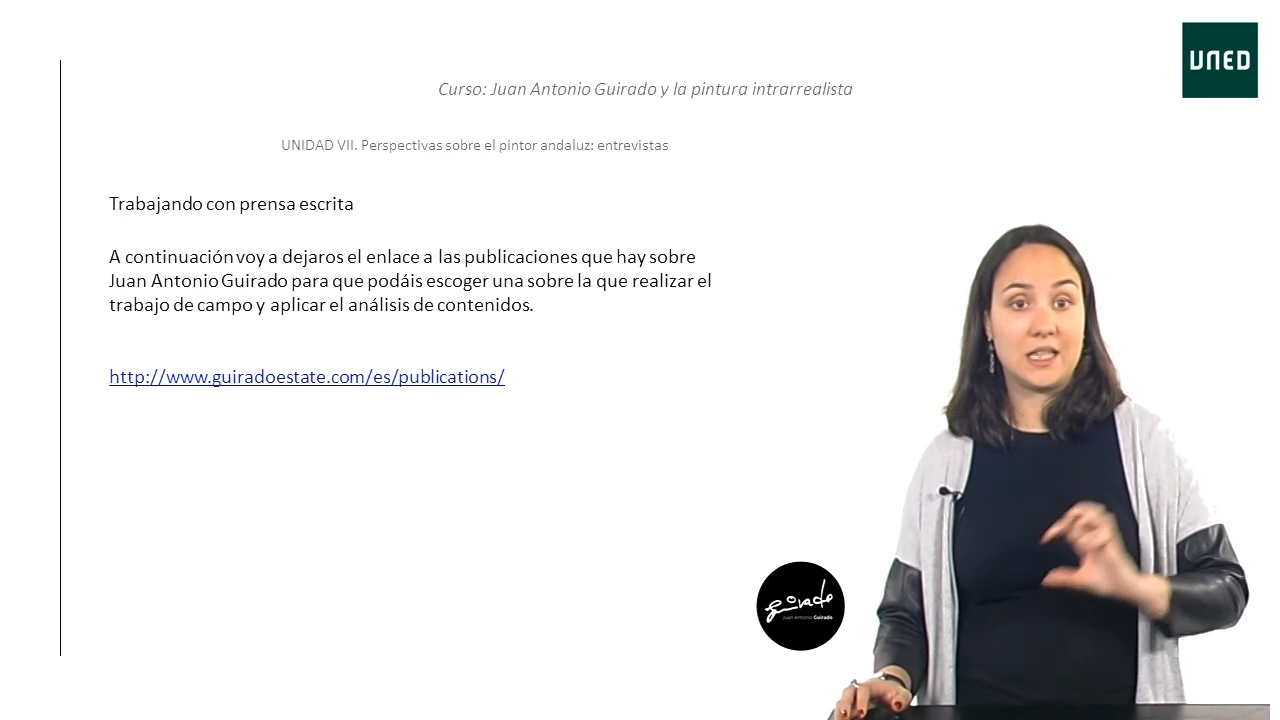 UNED
Curso: Juan Antonio Guirado y la pintura intrarrealista
UNIDAD VII. Perspectivas sobre el pintor andaluz: entrevistas
Trabajando con prensa escrita
A continuación voy a dejaros el enlace a las publicaciones que hay sobre
Juan Antonio Guirado para que podáis escoger una sobre la que realizar el
trabajo de campo y aplicar el análisis de contenidos.
http://www.guiradoestate.com/es/publications/
Guirado
Juan Antonio Guirado